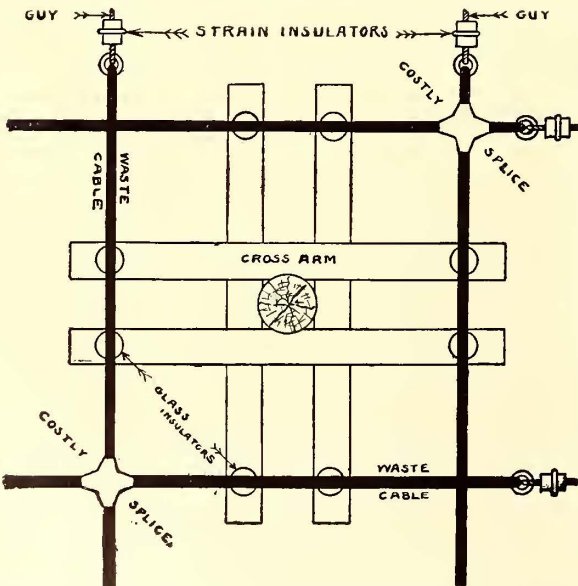 GUY
STRAIN INSULATORS
GUY
COSTLY
SPLICE
WASTE
CABLE
CROSS ARM
GLASS
INSULATORS
COSTLY
SPLICE.
WASTE
CABLE